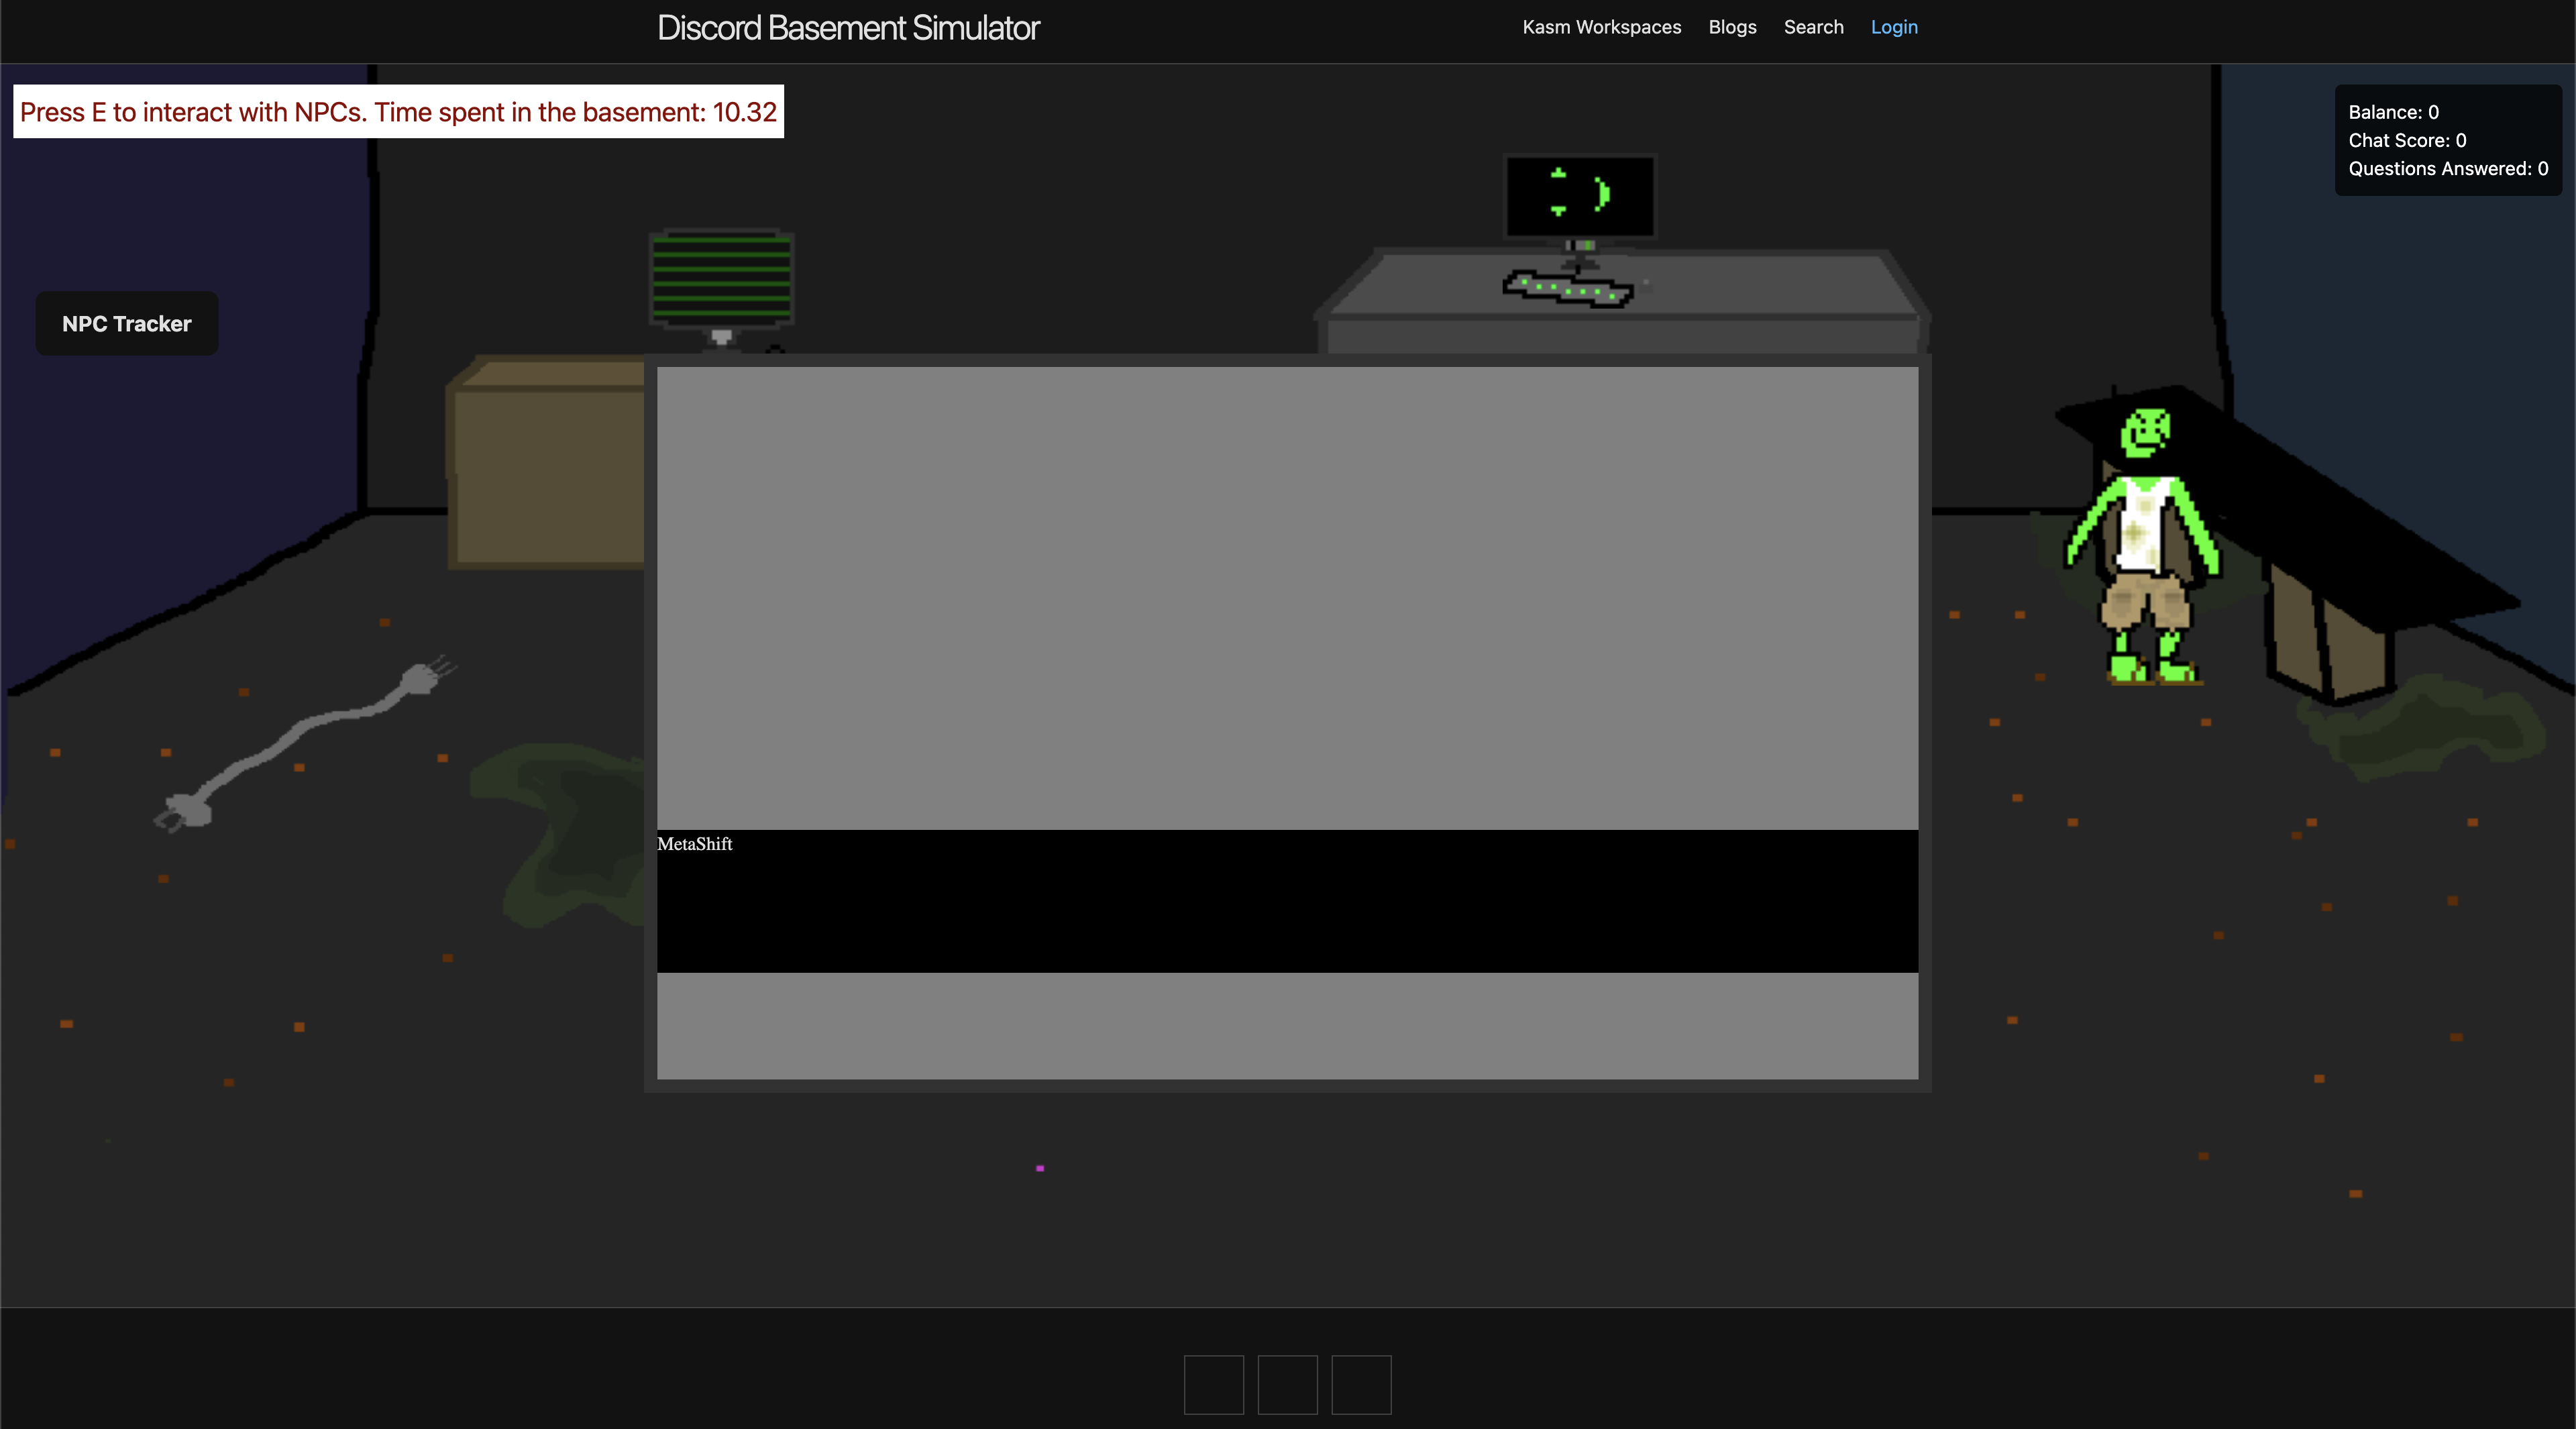 Discord Basement Simulator
Kasm Workspaces Blogs Search Login
Press E to interact with NPCs. Time spent in the basement: 10.32
Balance: 0
Chat Score: 0
Questions Answered: 0
NPC Tracker
MetaShift